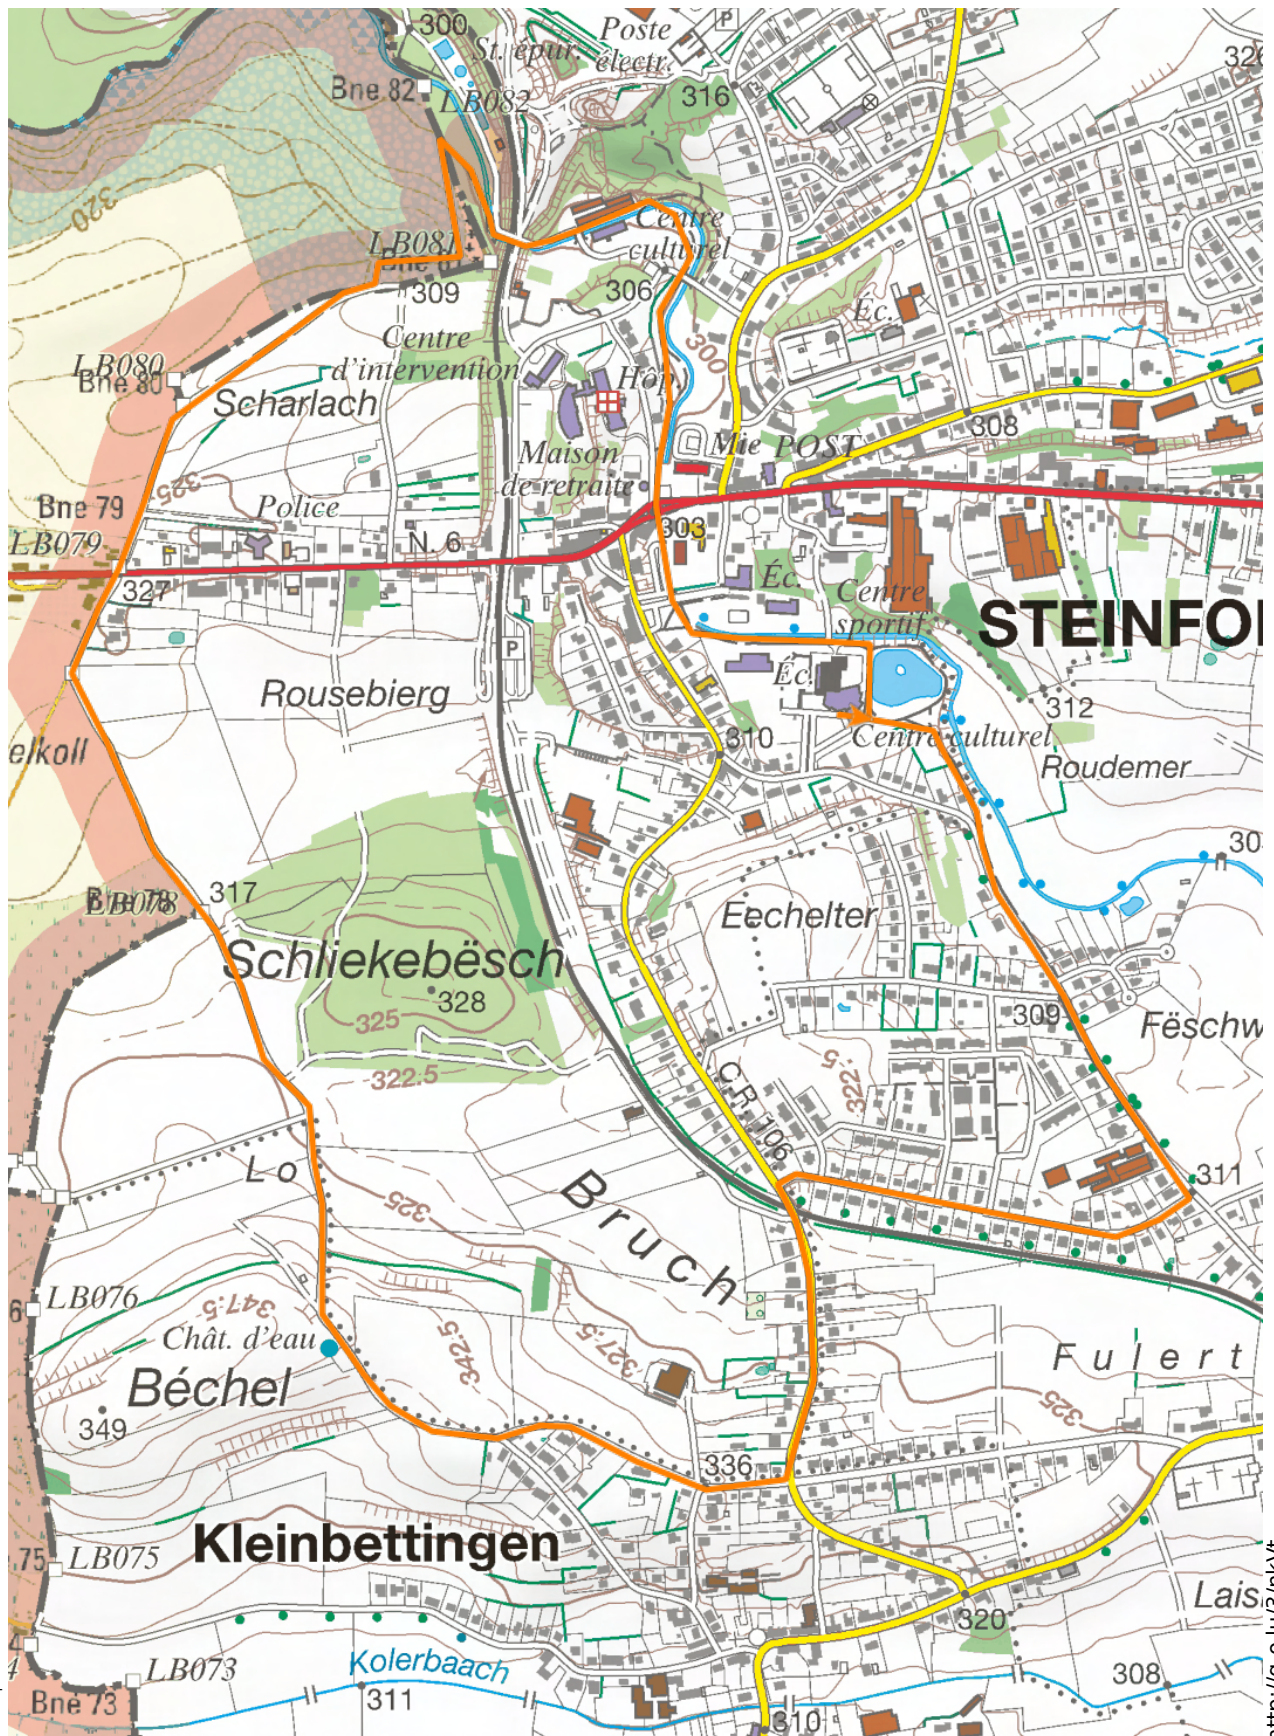 300
St. épur.
Poste
électr.
P
326
Bne 82
LB082
316
320
Centre
culturel
LB081
309
306
Éc.
Centre
d'intervention
300
LB080
Bne 80
Hôp.
Scharlach
308
Mie POST
Maison
de retraite
325
Bne 79
Police
LB079
N. 6
303
327
Éc.
Centre
sportif
STEINFO
P
Éc.
Rousebierg
312
310
Centre culturel
elkoll
Roudemer
317
LB078
Eechelter
Schliekebësch
328
325
309
Fëschw
322.5
322.5
C.R. 106
Lo
Bruch
311
325
LB076
347.5
Chât. d'eau
342.5
327.5
Fulert
Béchel
349
325
336
Kleinbettingen
.75
LB075
Lais
320
Kolerbaach
LB073
308
Bne 73
311
310